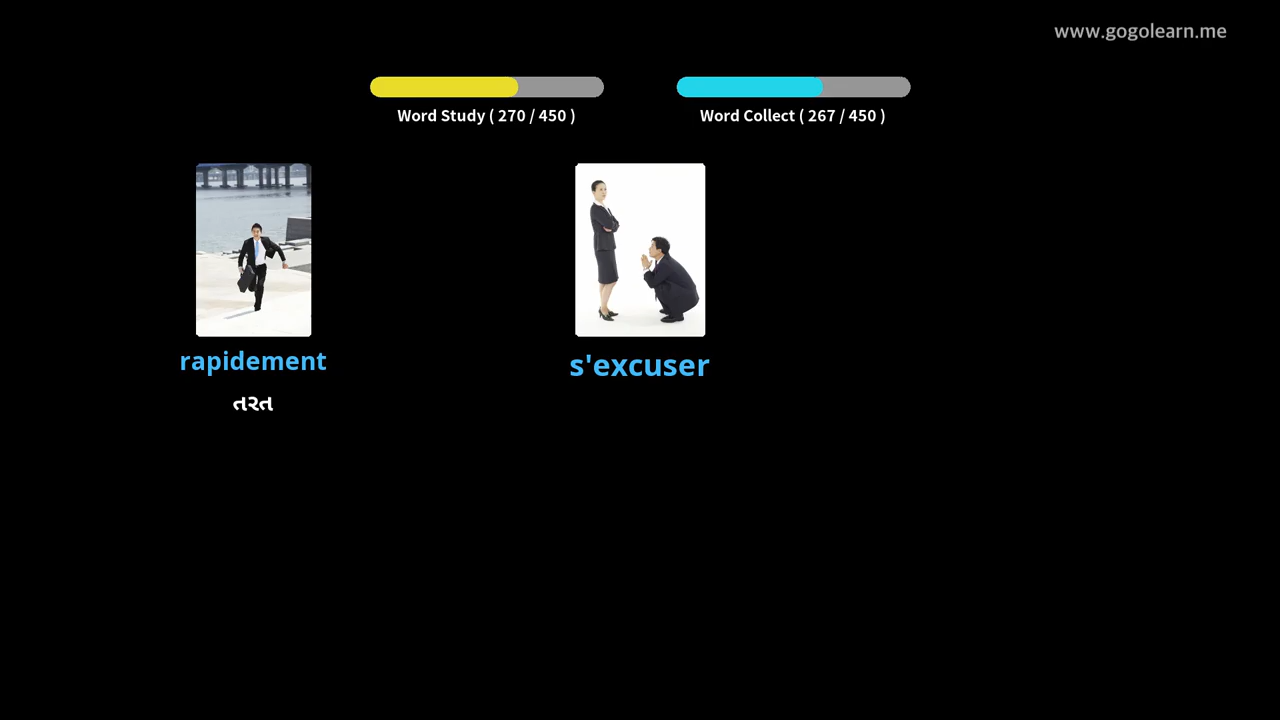 www.gogolearn.me
Word Study ( 270 / 450 )
Word Collect ( 267 / 450 )
rapidement
તરત
s'excuser